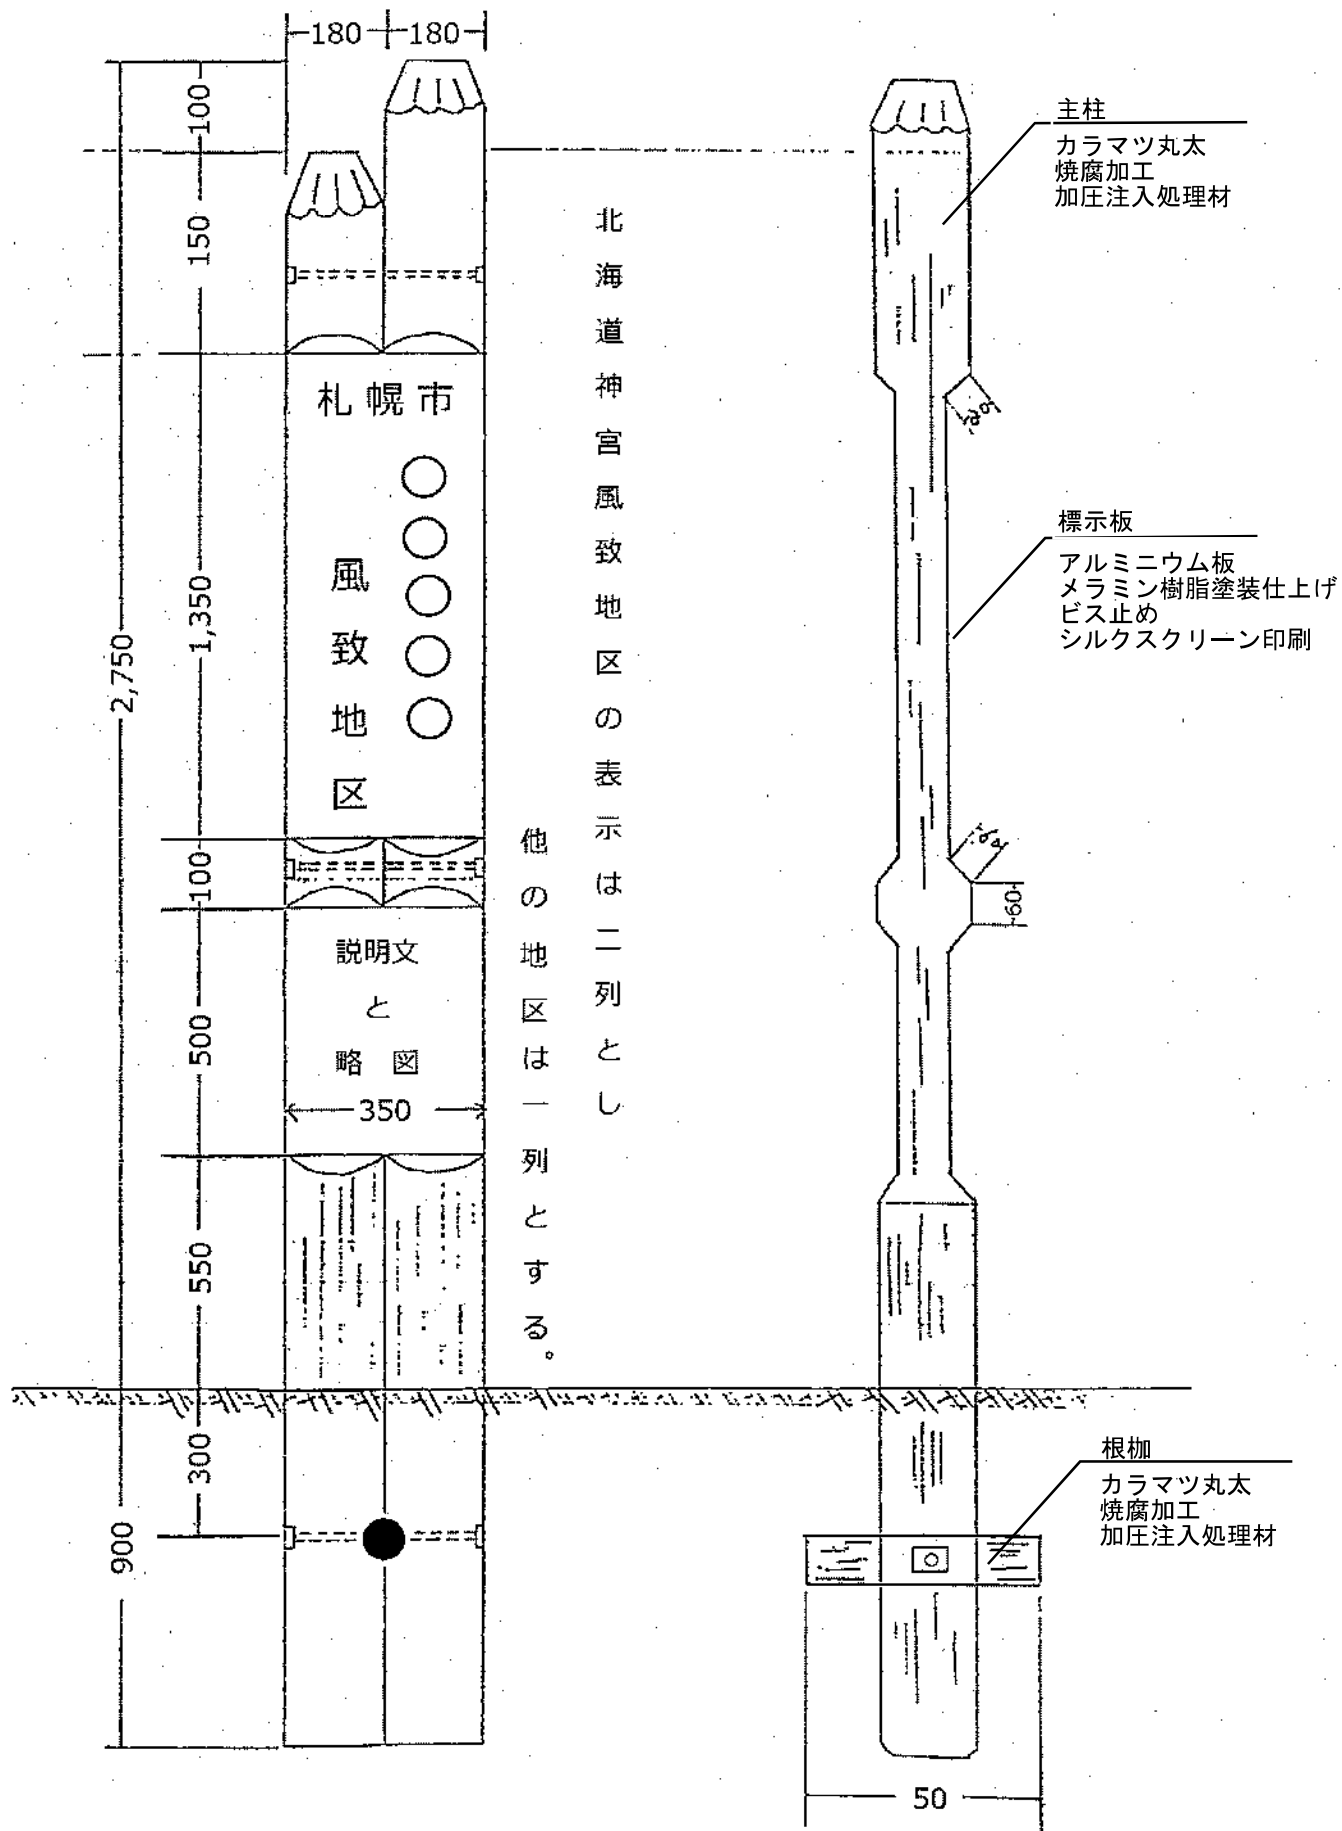 180
180
100
150
1,350
2,750
100
500
550
300
900
札幌市
○○○○○
風致地区
説明文
と
略図
350
北海道神宮風致地区の表示は二列とし
他の地区は一列とする。
主柱
カラマツ丸太
焼腐加工
加圧注入処理材
標示板
アルミニウム板
メラミン樹脂塗装仕上げ
ビス止め
シルクスクリーン印刷
60
根枷
カラマツ丸太
焼腐加工
加圧注入処理材
50